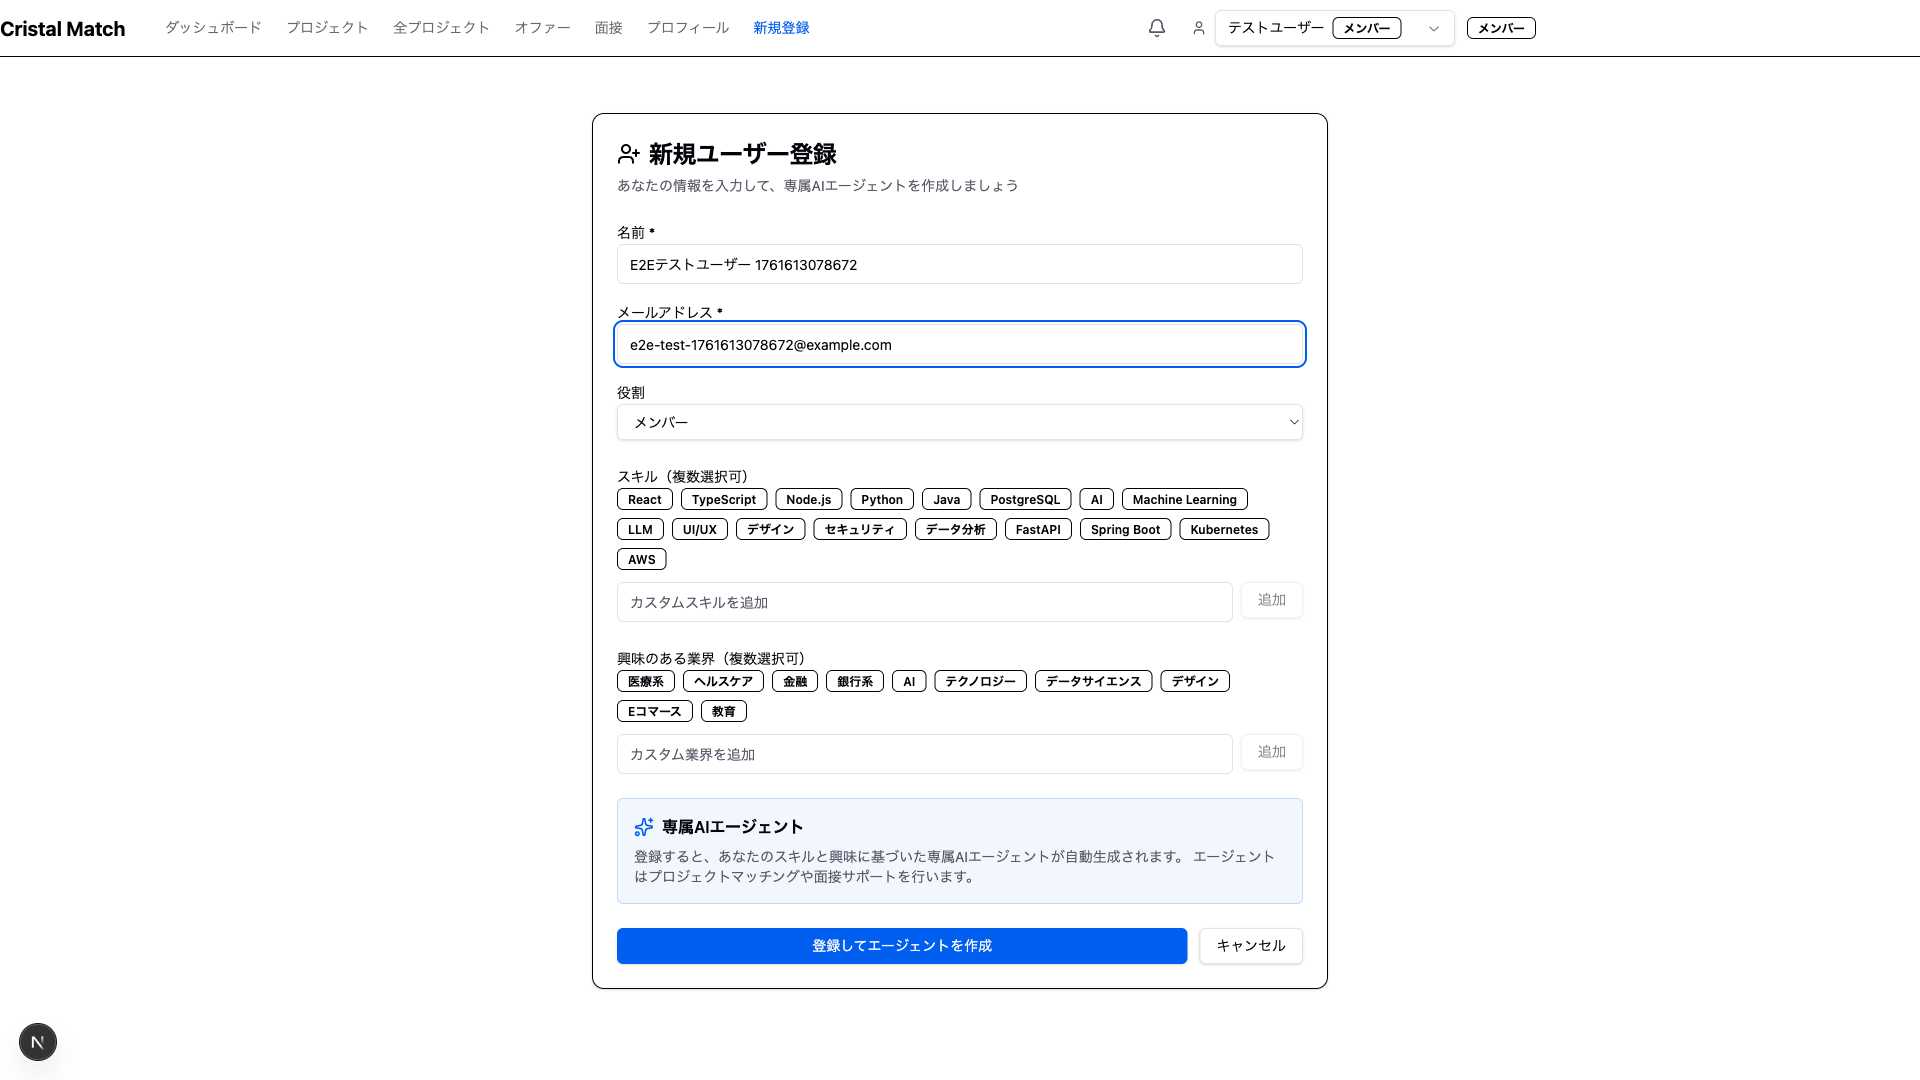 Cristal Match ダッシュボード プロジェクト 全プロジェクト オファー 面接 プロフィール 新規登録 テストユーザー メンバー メンバー
新規ユーザー登録
あなたの情報を入力して、専属AIエージェントを作成しましょう
名前 *
E2Eテストユーザー 1761613078672
メールアドレス *
e2e-test-1761613078672@example.com
役割
メンバー
スキル（複数選択可）
React TypeScript Node.js Python Java PostgreSQL AI Machine Learning
LLM UI/UX デザイン セキュリティ データ分析 FastAPI Spring Boot Kubernetes
AWS
カスタムスキルを追加 追加
興味のある業界（複数選択可）
医療系 ヘルスケア 金融 銀行系 AI テクノロジー データサイエンス デザイン
Eコマース 教育
カスタム業界を追加 追加
専属AIエージェント
登録すると、あなたのスキルと興味に基づいた専属AIエージェントが自動生成されます。 エージェント
はプロジェクトマッチングや面接サポートを行います。
登録してエージェントを作成 キャンセル
N